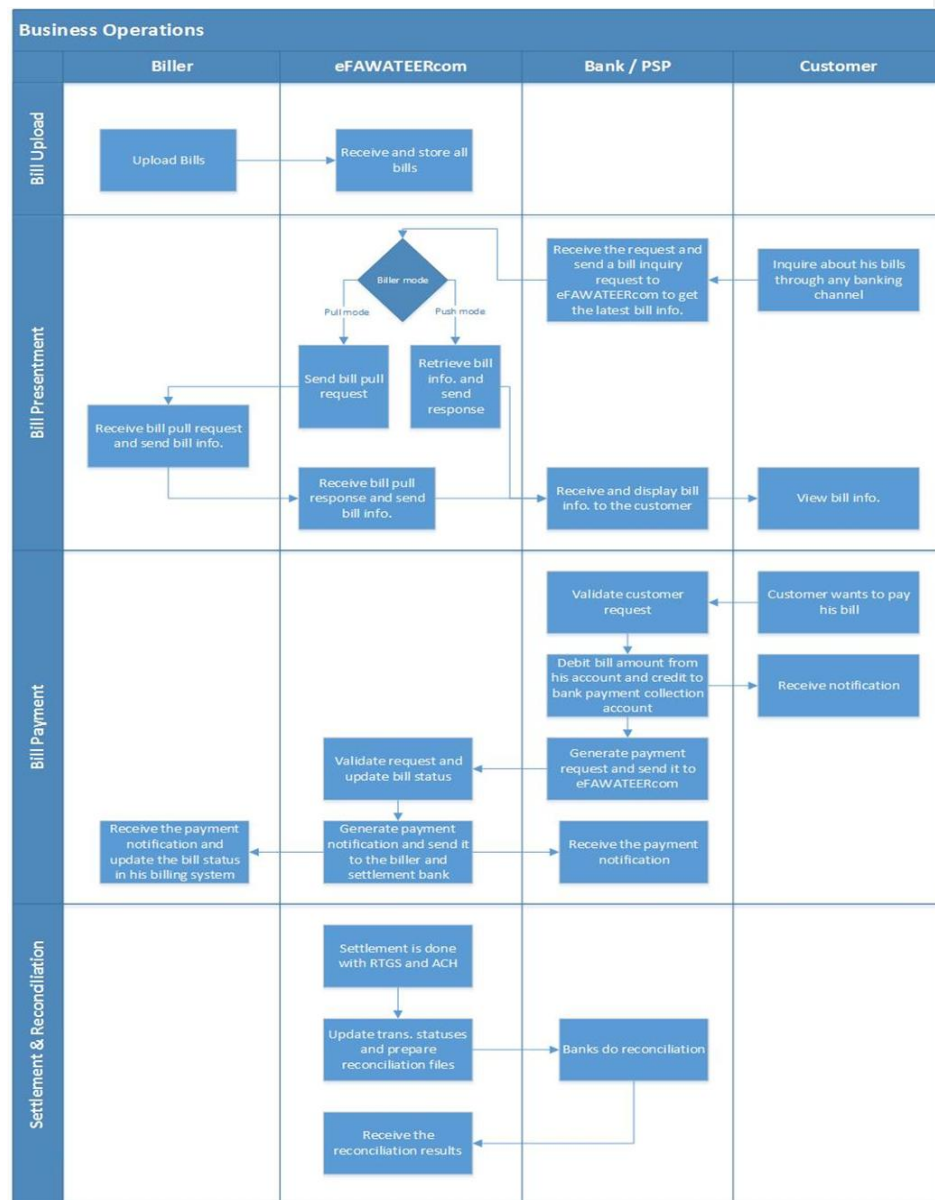 Business Operations
Biller
eFAWATEERcom
Bank / PSP
Customer
Bill Upload
Upload Bills
Receive and store all
bills
Bill Presentment
Biller mode
Pull mode
Push mode
Receive the request and
send a bill inquiry
request to
eFAWATEERcom to get
the latest bill info.
Inquire about his bills
through any banking
channel
Send bill pull
request
Retrieve bill
info. and
send
response
Receive bill pull request
and send bill info.
Receive bill pull
response and send
bill info.
Receive and display bill
info. to the customer
View bill info.
Bill Payment
Validate customer
request
Customer wants to pay
his bill
Debit bill amount from
his account and credit to
bank payment collection
account
Receive notification
Validate request and
update bill status
Generate payment
request and send it to
eFAWATEERcom
Receive the payment
notification and
update the bill status
in his billing system
Generate payment
notification and send it
to the biller and
settlement bank
Receive the payment
notification
Settlement & Reconciliation
Settlement is done
with RTGS and ACH
Update trans. statuses
and prepare
reconciliation files
Banks do reconciliation
Receive the
reconciliation results